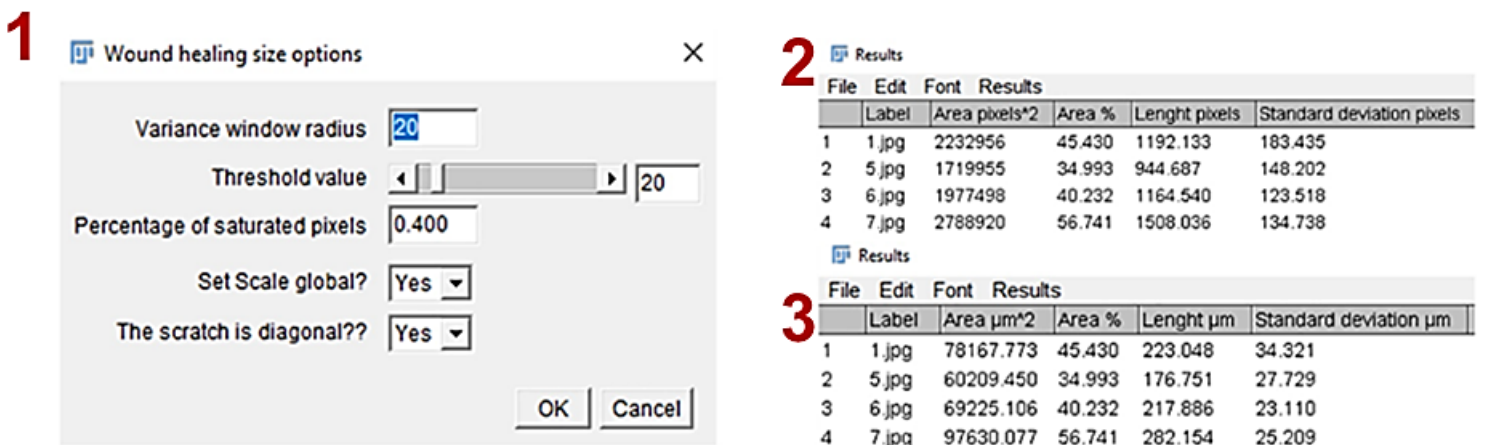 1
Wound healing size options
Variance window radius 20
Threshold value 20
Percentage of saturated pixels 0.400
Set Scale global? Yes
The scratch is diagonal?? Yes
OK Cancel
2
Results
File Edit Font Results
Label Area pixels^2 Area % Lenght pixels Standard deviation pixels
1 1.jpg 2232956 45.430 1192.133 183.435
2 5.jpg 1719955 34.993 944.687 148.202
3 6.jpg 1977498 40.232 1164.540 123.518
4 7.jpg 2788920 56.741 1508.036 134.738
Results
File Edit Font Results
3
Label Area µm^2 Area % Lenght µm Standard deviation µm
1 1.jpg 78167.773 45.430 223.048 34.321
2 5.jpg 60209.450 34.993 176.751 27.729
3 6.jpg 69225.106 40.232 217.886 23.110
4 7.jpg 97630.077 56.741 282.154 25.209